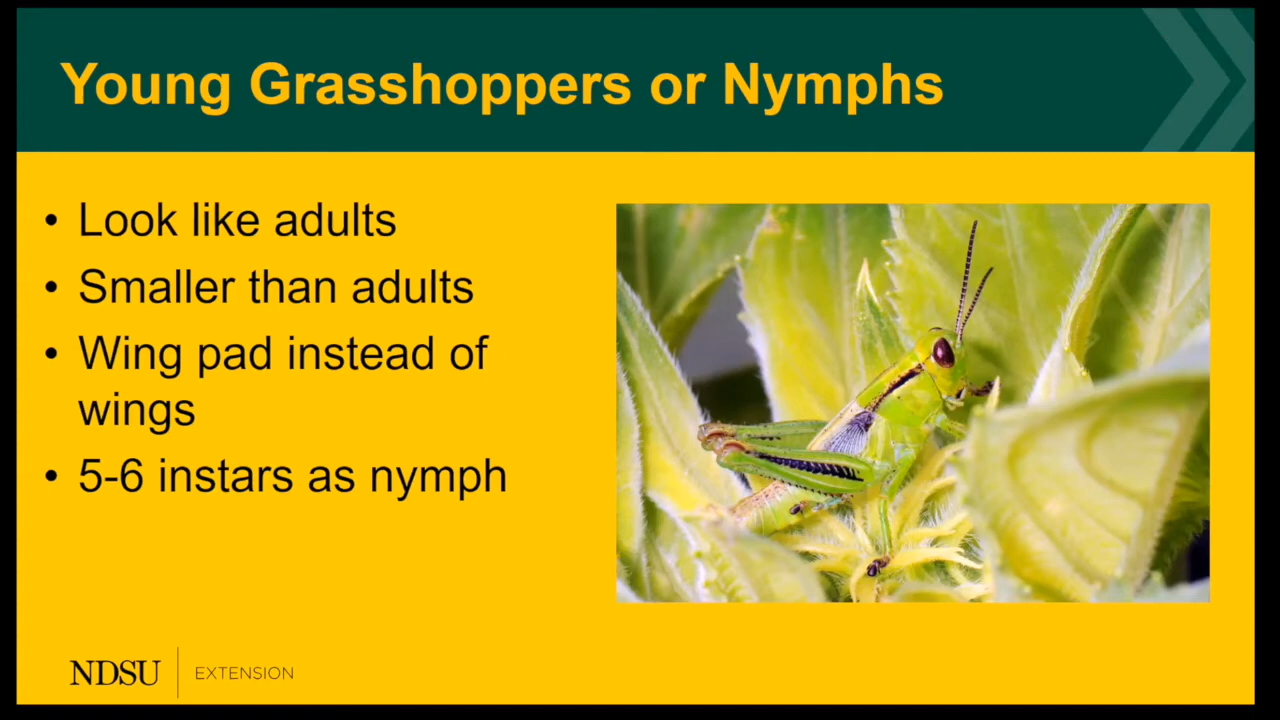 Young Grasshoppers or Nymphs
• Look like adults
• Smaller than adults
• Wing pad instead of
wings
• 5-6 instars as nymph
NDSU | EXTENSION